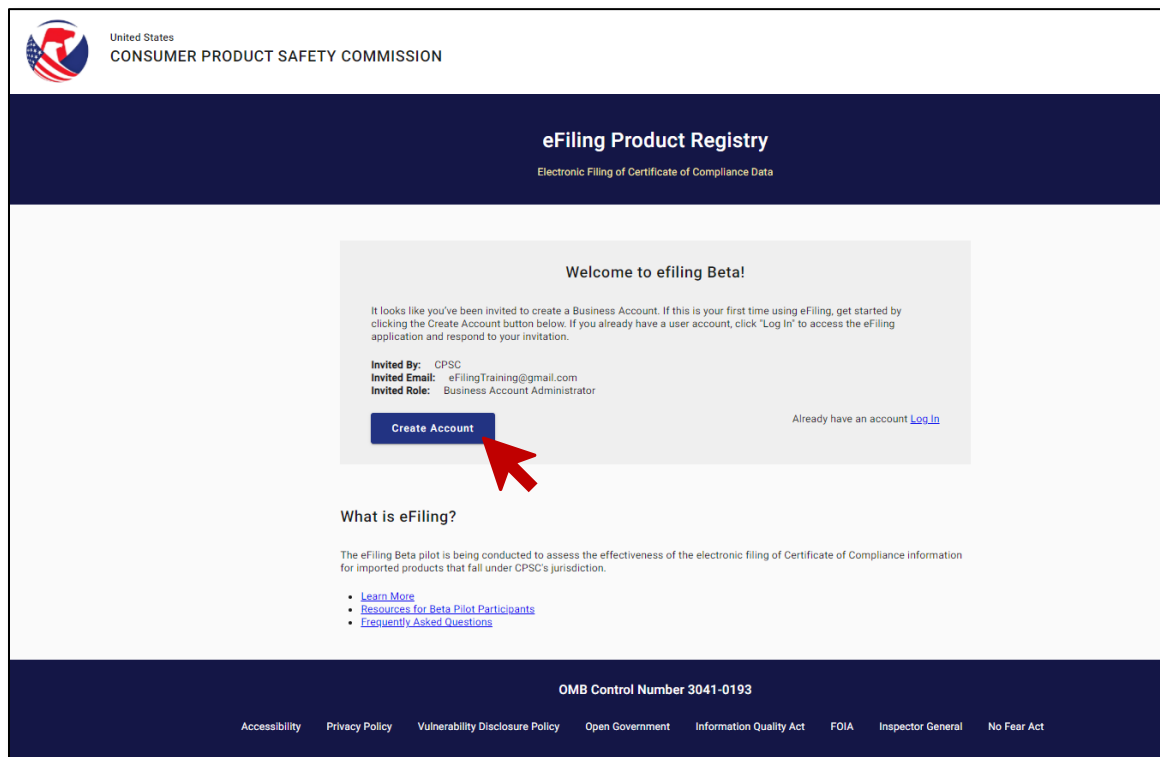 United States
CONSUMER PRODUCT SAFETY COMMISSION
eFiling Product Registry
Electronic Filing of Certificate of Compliance Data
Welcome to efiling Beta!
It looks like you've been invited to create a Business Account. If this is your first time using eFiling, get started by
clicking the Create Account button below. If you already have a user account, click "Log In" to access the eFiling
application and respond to your invitation.
Invited By: CPSC
Invited Email: eFilingTraining@gmail.com
Invited Role: Business Account Administrator
Create Account
Already have an account Log In
What is eFiling?
The eFiling Beta pilot is being conducted to assess the effectiveness of the electronic filing of Certificate of Compliance information
for imported products that fall under CPSC's jurisdiction.
Learn More
Resources for Beta Pilot Participants
Frequently Asked Questions
OMB Control Number 3041-0193
Accessibility Privacy Policy Vulnerability Disclosure Policy Open Government Information Quality Act FOIA Inspector General No Fear Act